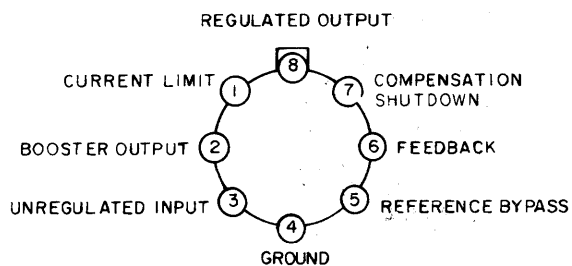 REGULATED OUTPUT
8
CURRENT LIMIT
1
7
COMPENSATION
SHUTDOWN
BOOSTER OUTPUT
2
6
FEEDBACK
UNREGULATED INPUT
3
5
REFERENCE BYPASS
4
GROUND